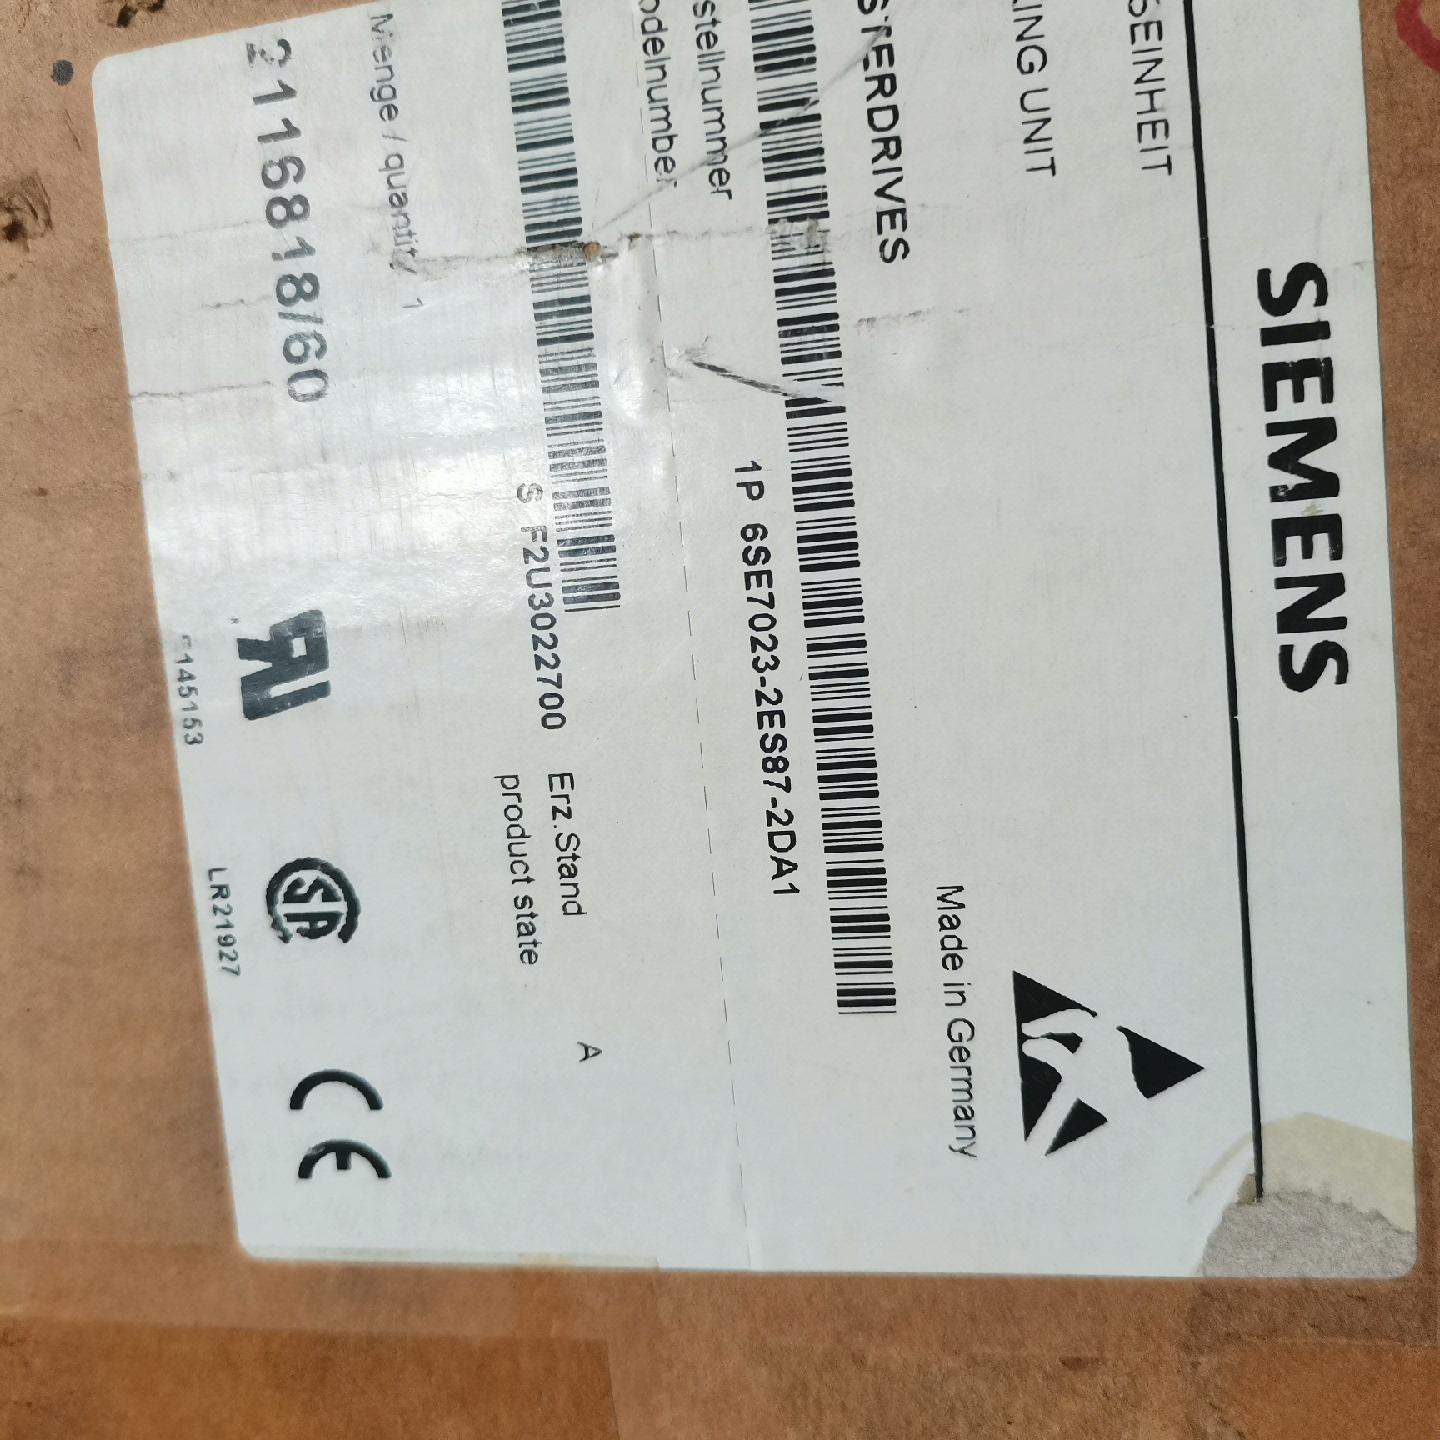 SIEMENS
SEINHEIT
ING UNIT
STERDRIVES
Made in Germany
1P 6SE7023-2ES87-2DA1
stellnummer
odelnumber
S F2U3022700
Erz.Stand A
product state
Menge / quantity 1
2116818/60
145153
LR21927